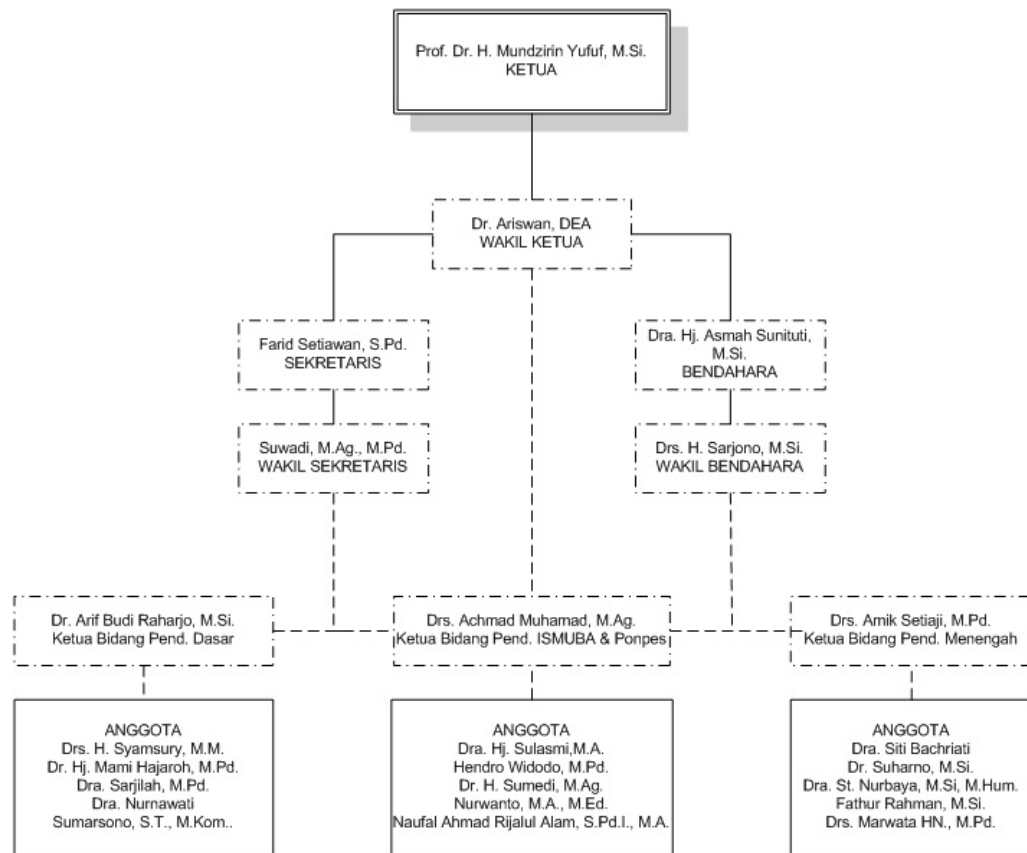 Prof. Dr. H. Mundzirin Yufuf, M.Si.
KETUA
Dr. Ariswan, DEA
WAKIL KETUA
Farid Setiawan, S.Pd.
SEKRETARIS
Dra. Hj. Asmah Sunituti,
M.Si.
BENDAHARA
Suwadi, M.Ag., M.Pd.
WAKIL SEKRETARIS
Drs. H. Sarjono, M.Si.
WAKIL BENDAHARA
Dr. Arif Budi Raharjo, M.Si.
Ketua Bidang Pend. Dasar
Drs. Achmad Muhamad, M.Ag.
Ketua Bidang Pend. ISMUBA & Ponpes
Drs. Amik Setiaji, M.Pd.
Ketua Bidang Pend. Menengah
ANGGOTA
Drs. H. Syamsury, M.M.
Dr. Hj. Mami Hajaroh, M.Pd.
Dra. Sarjilah, M.Pd.
Dra. Nurnawati
Sumarsono, S.T., M.Kom..
ANGGOTA
Dra. Hj. Sulasmi,M.A.
Hendro Widodo, M.Pd.
Dr. H. Sumedi, M.Ag.
Nurwanto, M.A., M.Ed.
Naufal Ahmad Rijalul Alam, S.Pd.I., M.A.
ANGGOTA
Dra. Siti Bachriati
Dr. Suharno, M.Si.
Dra. St. Nurbaya, M.Si, M.Hum.
Fathur Rahman, M.Si.
Drs. Marwata HN., M.Pd.